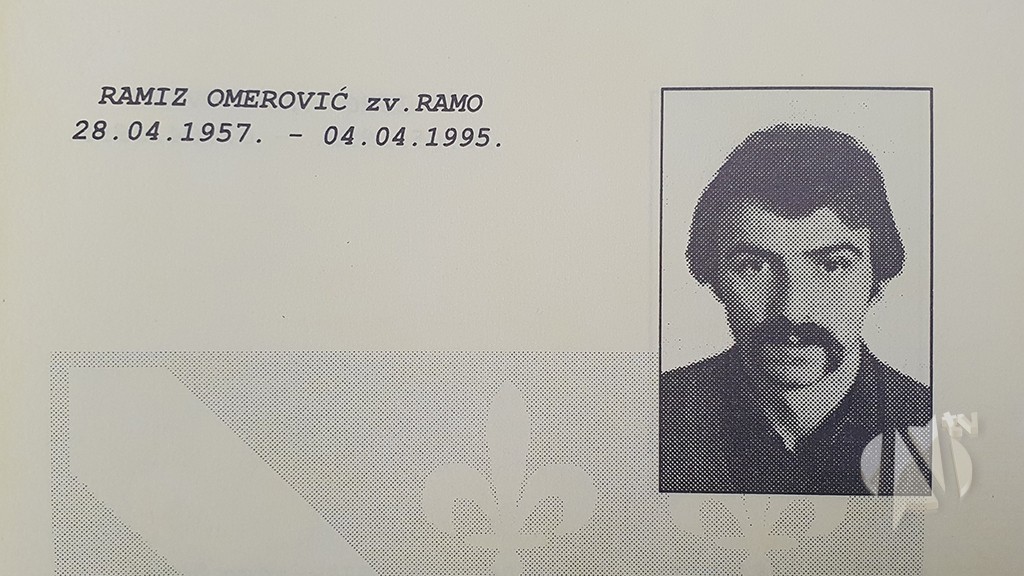 RAMIZ OMEROVIĆ zv.RAMO
28.04.1957. - 04.04.1995.